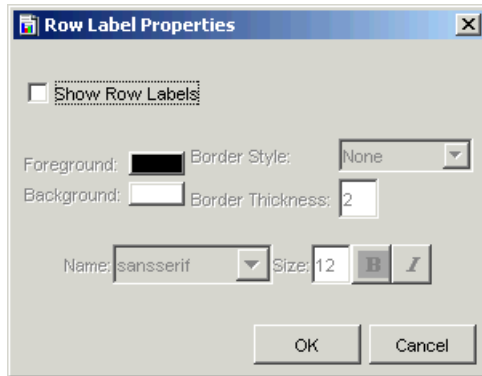 Row Label Properties
Show Row Labels
Foreground: Border Style: None
Background: Border Thickness: 2
Name: sansserif Size: 12 B I
OK Cancel